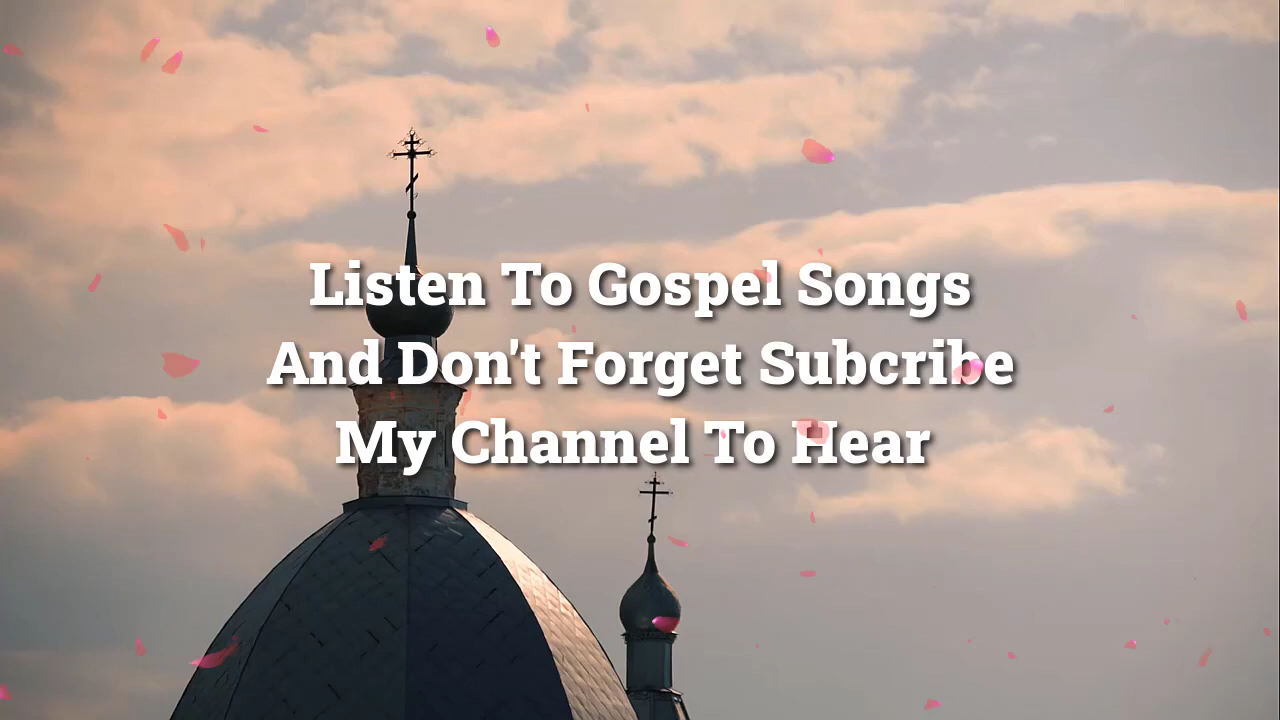 Listen To Gospel Songs
And Don't Forget Subcribe
My Channel To Hear